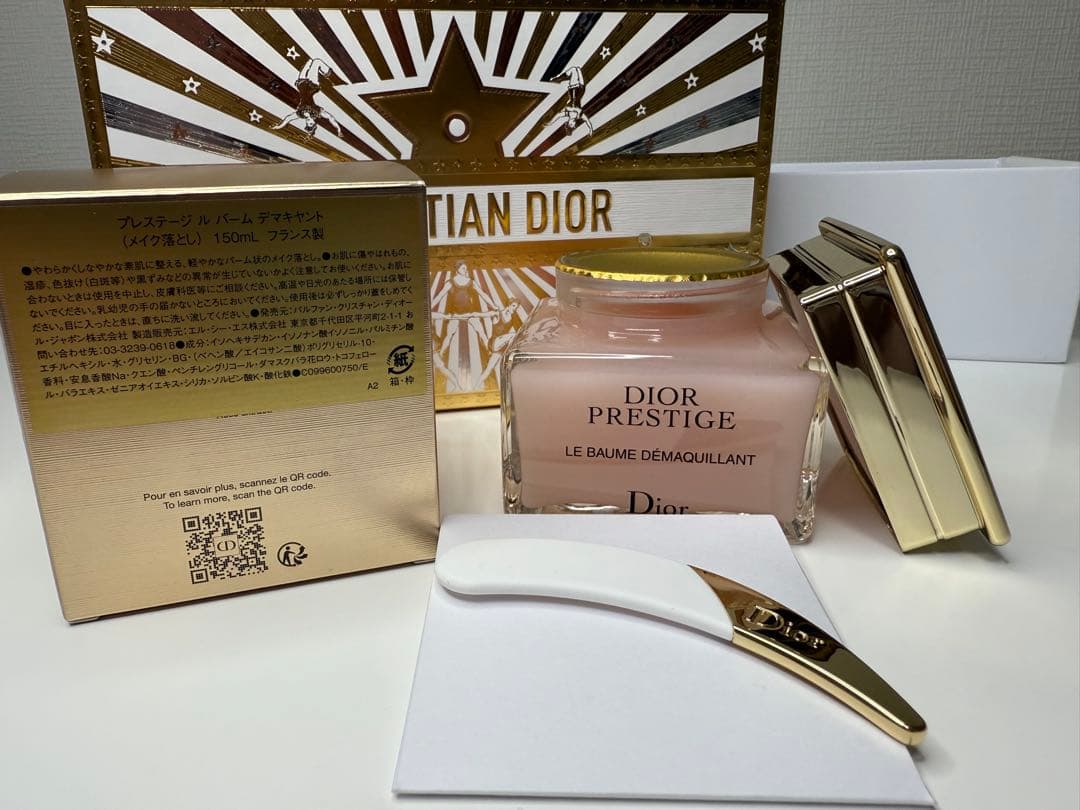 TIAN DIOR
プレステージ ル バーム デマキヤント
(メイク落とし) 150mL フランス製
●やわらかくしなやかな素肌に整える、軽やかなバーム状のメイク落とし。●お肌に傷やはれもの、
湿疹、色抜け(白斑等)や黒ずみなどの異常が生じていないかよく注意してお使いください。お肌に
合わないときは使用を中止し、皮膚科医等にご相談ください。高温や日光のあたる場所には保管し
ないでください。乳幼児の手の届かないところにおいてください。使用後は必ずしっかり蓋をしめてく
ださい。目に入ったときは、直ちに洗い流してください。●発売元:パルファン・クリスチャン・ディオー
ル・ジャポン株式会社 製造販売元:エル・シー・エス株式会社 東京都千代田区平河町2-1-1 お
問い合わせ先:03-3239-0618●成分:イソヘキサデカン・イソノナン酸イソノニル・パルミチン酸
エチルヘキシル・水・グリセリン・BG・(ベヘン酸/エイコサン二酸)ポリグリセリル-10・
香料・安息香酸Na・クエン酸・ペンチレングリコール・ダマスクバラ花ロウ・トコフェロー
ル・バラエキス・ゼニアオイエキス・シリカ・ソルビン酸K・酸化鉄●C099600750/E
紙
A2 箱・枠
Pour en savoir plus, scannez le QR code.
To learn more, scan the QR code.
CD
DIOR
PRESTIGE
LE BAUME DÉMAQUILLANT
Dior
Dior